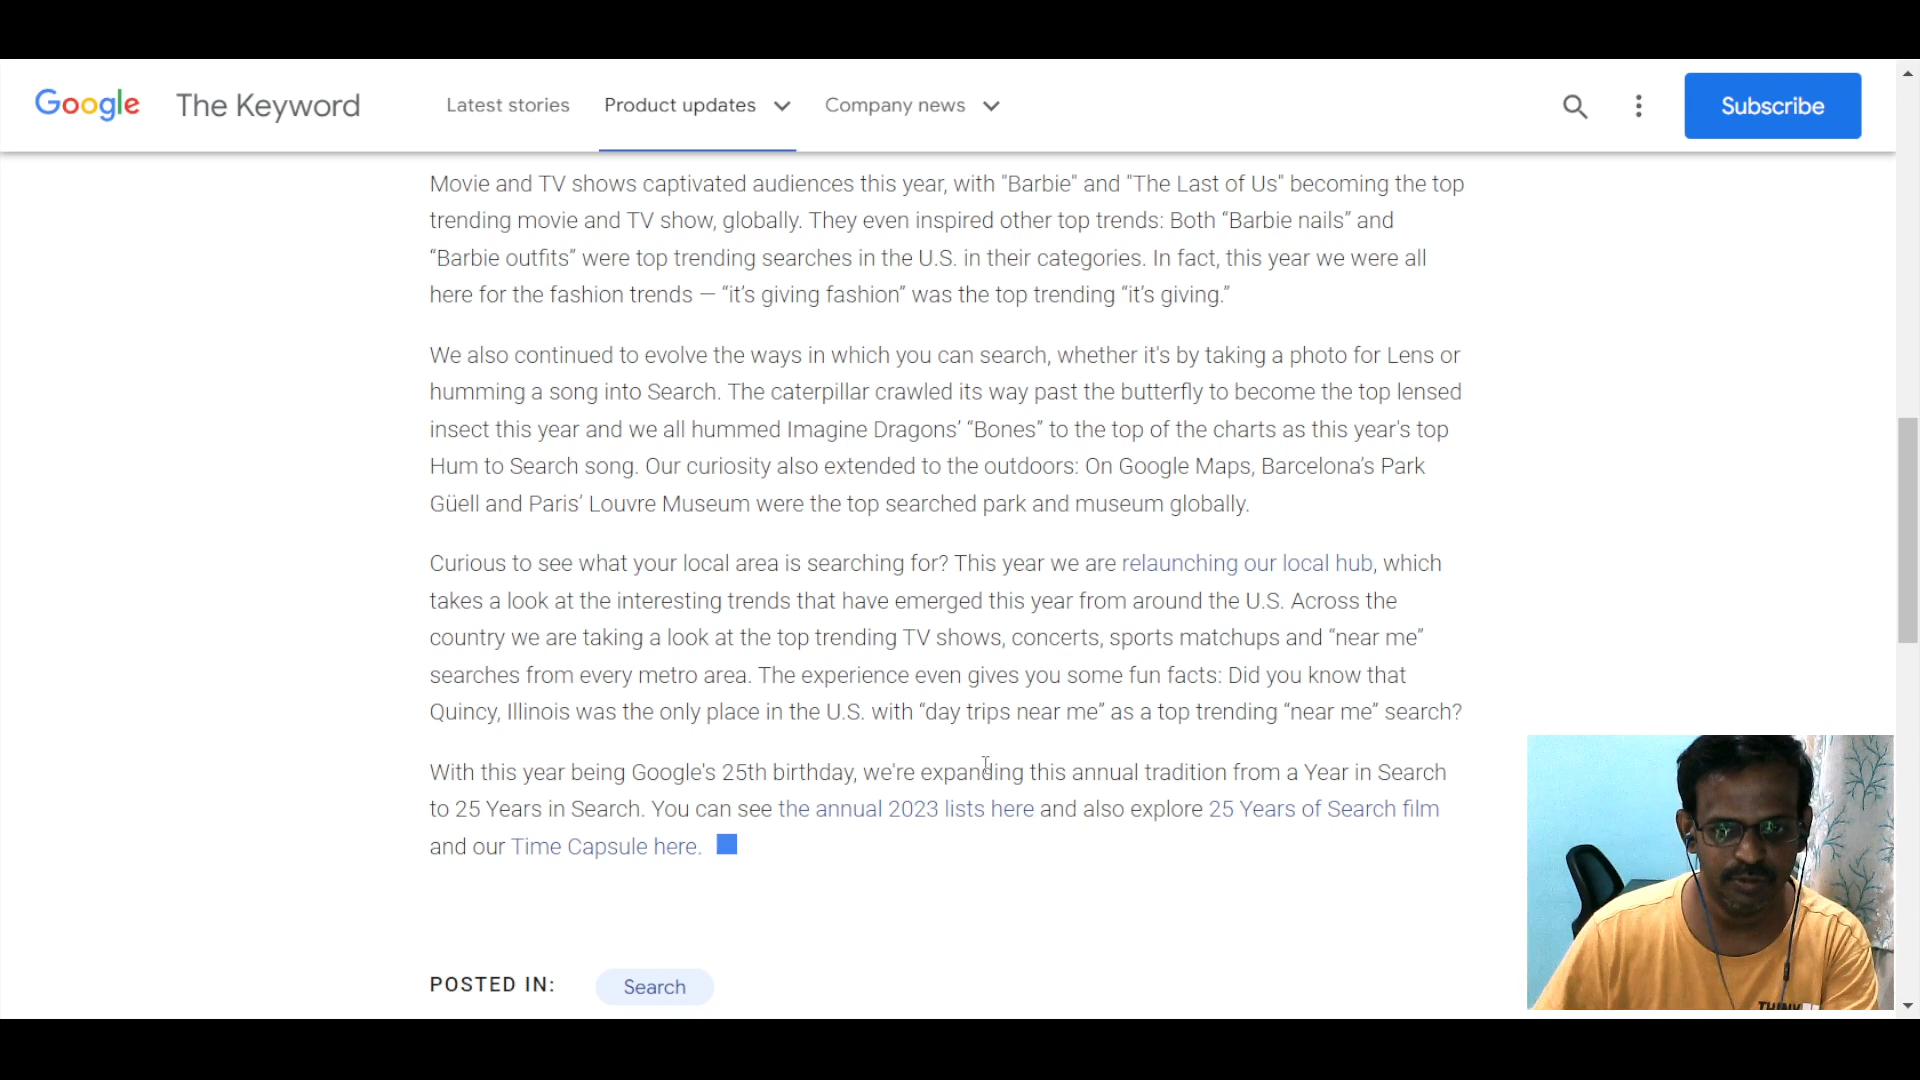 Google The Keyword Latest stories Product updates Company news Subscribe
Movie and TV shows captivated audiences this year, with "Barbie" and "The Last of Us" becoming the top
trending movie and TV show, globally. They even inspired other top trends: Both “Barbie nails” and
“Barbie outfits” were top trending searches in the U.S. in their categories. In fact, this year we were all
here for the fashion trends — “it’s giving fashion” was the top trending “it’s giving.”
We also continued to evolve the ways in which you can search, whether it's by taking a photo for Lens or
humming a song into Search. The caterpillar crawled its way past the butterfly to become the top lensed
insect this year and we all hummed Imagine Dragons’ “Bones” to the top of the charts as this year's top
Hum to Search song. Our curiosity also extended to the outdoors: On Google Maps, Barcelona’s Park
Güell and Paris’ Louvre Museum were the top searched park and museum globally.
Curious to see what your local area is searching for? This year we are relaunching our local hub, which
takes a look at the interesting trends that have emerged this year from around the U.S. Across the
country we are taking a look at the top trending TV shows, concerts, sports matchups and “near me”
searches from every metro area. The experience even gives you some fun facts: Did you know that
Quincy, Illinois was the only place in the U.S. with “day trips near me” as a top trending “near me” search?
With this year being Google's 25th birthday, we're expanding this annual tradition from a Year in Search
to 25 Years in Search. You can see the annual 2023 lists here and also explore 25 Years of Search film
and our Time Capsule here.
POSTED IN: Search
THINK